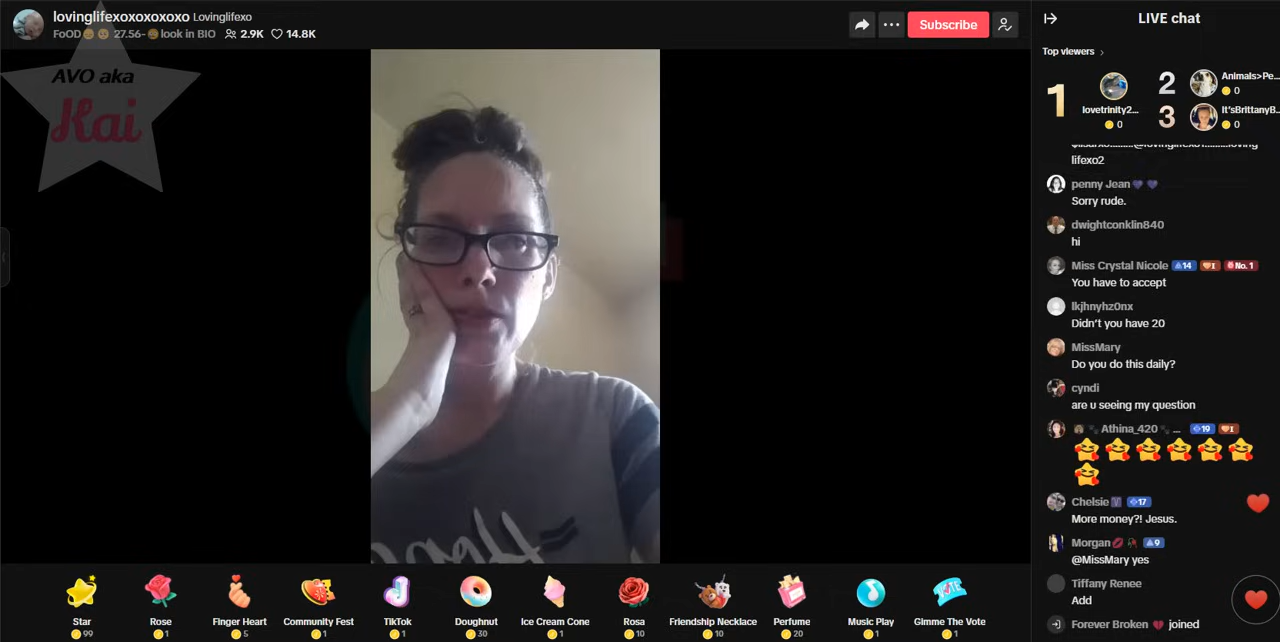 lovinglifexoxoxoxoxo Lovinglifexo
FoOD 27.56- look in BIO 2.9K 14.8K
Subscribe
AVO aka
Hai
LIVE chat
Top viewers
1
lovetrinity2...
0
2
Animals>Pe...
0
3
It'sBrittanyB...
0
lifexo2
penny Jean
Sorry rude.
dwightconklin840
hi
Miss Crystal Nicole 14 I No. 1
You have to accept
lkjhnyhz0nx
Didn't you have 20
MissMary
Do you do this daily?
cyndi
are u seeing my question
Athina_420 ... 19 I
Chelsie 17
More money?! Jesus.
Morgan 9
@MissMary yes
Tiffany Renee
Add
Forever Broken joined
Star
99
Rose
1
Finger Heart
5
Community Fest
1
TikTok
1
Doughnut
30
Ice Cream Cone
1
Rosa
10
Friendship Necklace
10
Perfume
20
Music Play
1
Gimme The Vote
1